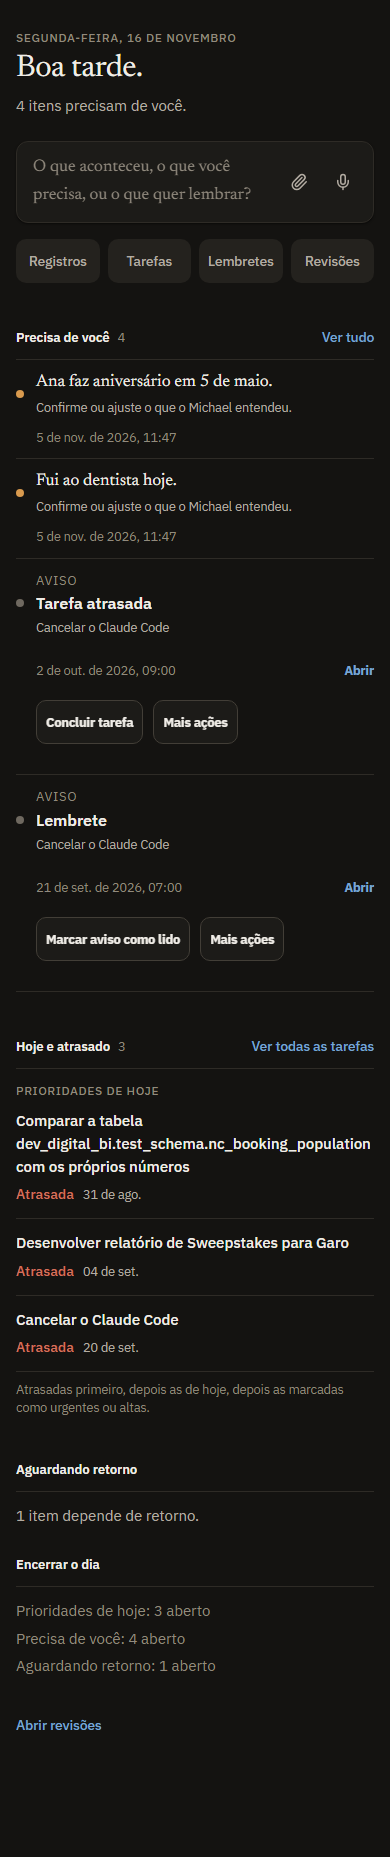 SEGUNDA-FEIRA, 16 DE NOVEMBRO
Boa tarde.
4 itens precisam de você.
O que aconteceu, o que você
precisa, ou o que quer lembrar?
Registros
Tarefas
Lembretes
Revisões
Precisa de você 4
Ver tudo
Ana faz aniversário em 5 de maio.
Confirme ou ajuste o que o Michael entendeu.
5 de nov. de 2026, 11:47
Fui ao dentista hoje.
Confirme ou ajuste o que o Michael entendeu.
5 de nov. de 2026, 11:47
AVISO
Tarefa atrasada
Cancelar o Claude Code
2 de out. de 2026, 09:00
Abrir
Concluir tarefa
Mais ações
AVISO
Lembrete
Cancelar o Claude Code
21 de set. de 2026, 07:00
Abrir
Marcar aviso como lido
Mais ações
Hoje e atrasado 3
Ver todas as tarefas
PRIORIDADES DE HOJE
Comparar a tabela
dev_digital_bi.test_schema.nc_booking_population
com os próprios números
Atrasada 31 de ago.
Desenvolver relatório de Sweepstakes para Garo
Atrasada 04 de set.
Cancelar o Claude Code
Atrasada 20 de set.
Atrasadas primeiro, depois as de hoje, depois as marcadas
como urgentes ou altas.
Aguardando retorno
1 item depende de retorno.
Encerrar o dia
Prioridades de hoje: 3 aberto
Precisa de você: 4 aberto
Aguardando retorno: 1 aberto
Abrir revisões